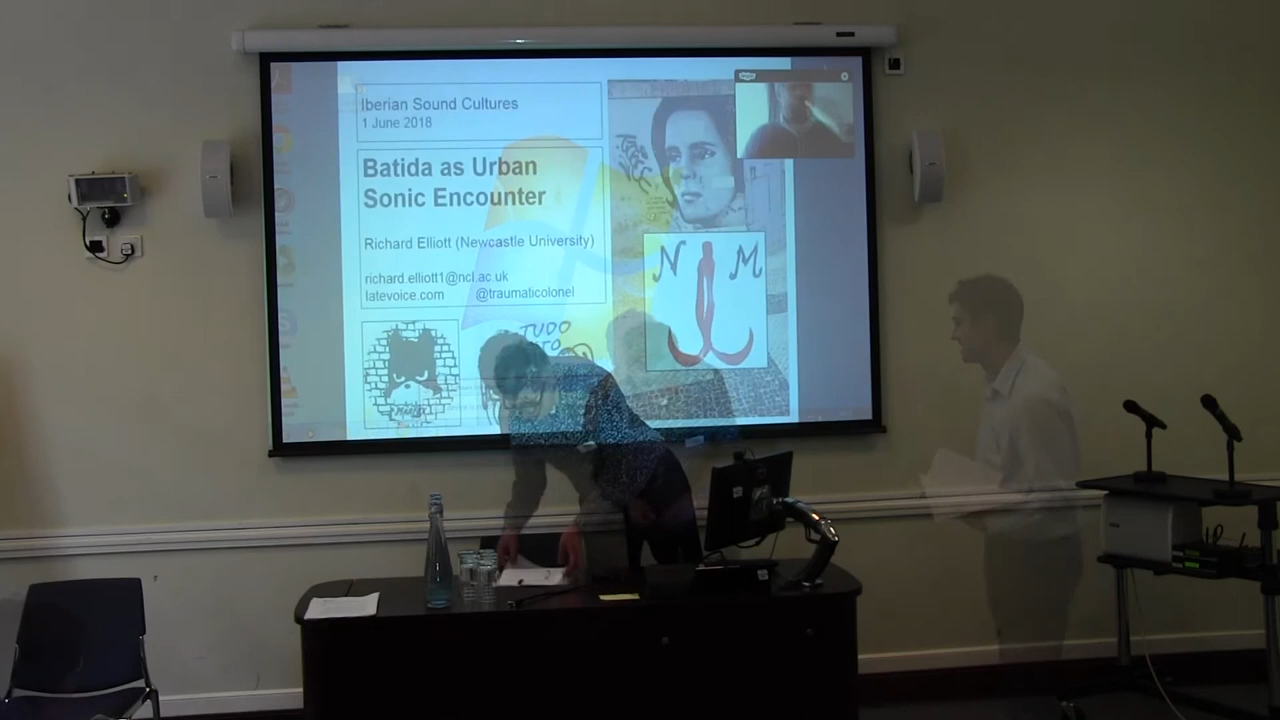 Iberian Sound Cultures
1 June 2018
Batida as Urban
Sonic Encounter
Richard Elliott (Newcastle University)
richard.elliott1@ncl.ac.uk
latevoice.com @traumaticolonel
N M
TUDO